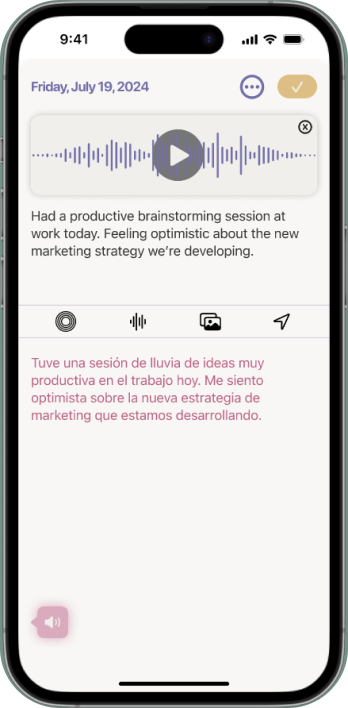 9:41
Friday, July 19, 2024
Had a productive brainstorming session at
work today. Feeling optimistic about the new
marketing strategy we're developing.
Tuve una sesión de lluvia de ideas muy
productiva en el trabajo hoy. Me siento
optimista sobre la nueva estrategia de
marketing que estamos desarrollando.